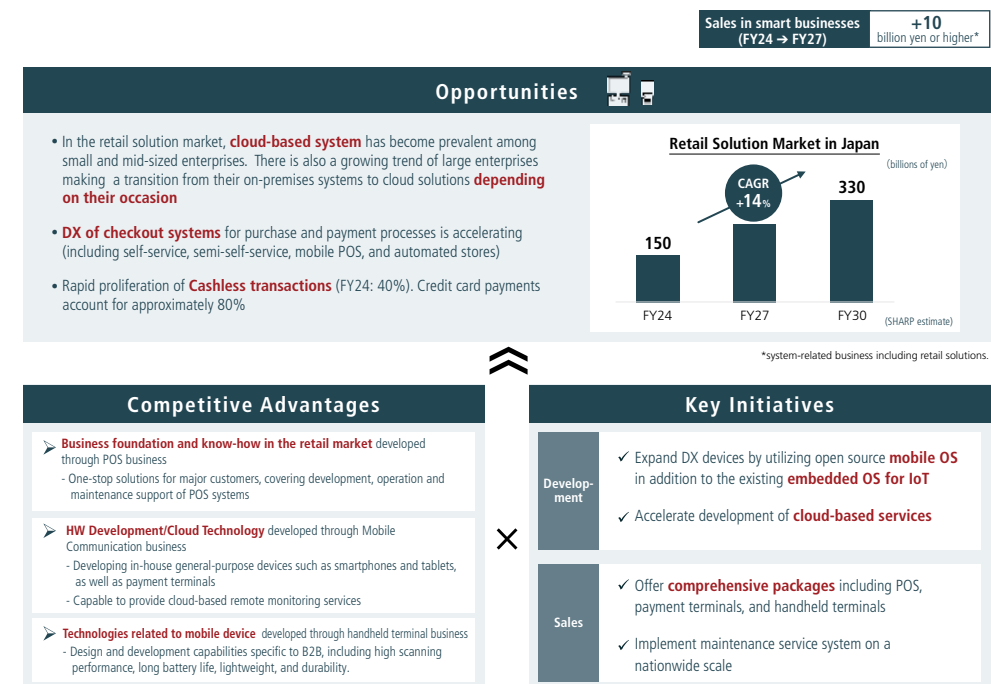 Sales in smart businesses
(FY24 → FY27)
+10
billion yen or higher*
Opportunities
• In the retail solution market, cloud-based system has become prevalent among
small and mid-sized enterprises. There is also a growing trend of large enterprises
making a transition from their on-premises systems to cloud solutions depending
on their occasion
• DX of checkout systems for purchase and payment processes is accelerating
(including self-service, semi-self-service, mobile POS, and automated stores)
• Rapid proliferation of Cashless transactions (FY24: 40%). Credit card payments
account for approximately 80%
Retail Solution Market in Japan
(billions of yen)
CAGR
+14%
330
150
FY24
FY27
FY30
(SHARP estimate)
*system-related business including retail solutions.
Competitive Advantages
➢ Business foundation and know-how in the retail market developed
through POS business
- One-stop solutions for major customers, covering development, operation and
maintenance support of POS systems
➢ HW Development/Cloud Technology developed through Mobile
Communication business
- Developing in-house general-purpose devices such as smartphones and tablets,
as well as payment terminals
- Capable to provide cloud-based remote monitoring services
➢ Technologies related to mobile device developed through handheld terminal business
- Design and development capabilities specific to B2B, including high scanning
performance, long battery life, lightweight, and durability.
×
Key Initiatives
Develop-
ment
✓ Expand DX devices by utilizing open source mobile OS
in addition to the existing embedded OS for IoT
✓ Accelerate development of cloud-based services
Sales
✓ Offer comprehensive packages including POS,
payment terminals, and handheld terminals
✓ Implement maintenance service system on a
nationwide scale